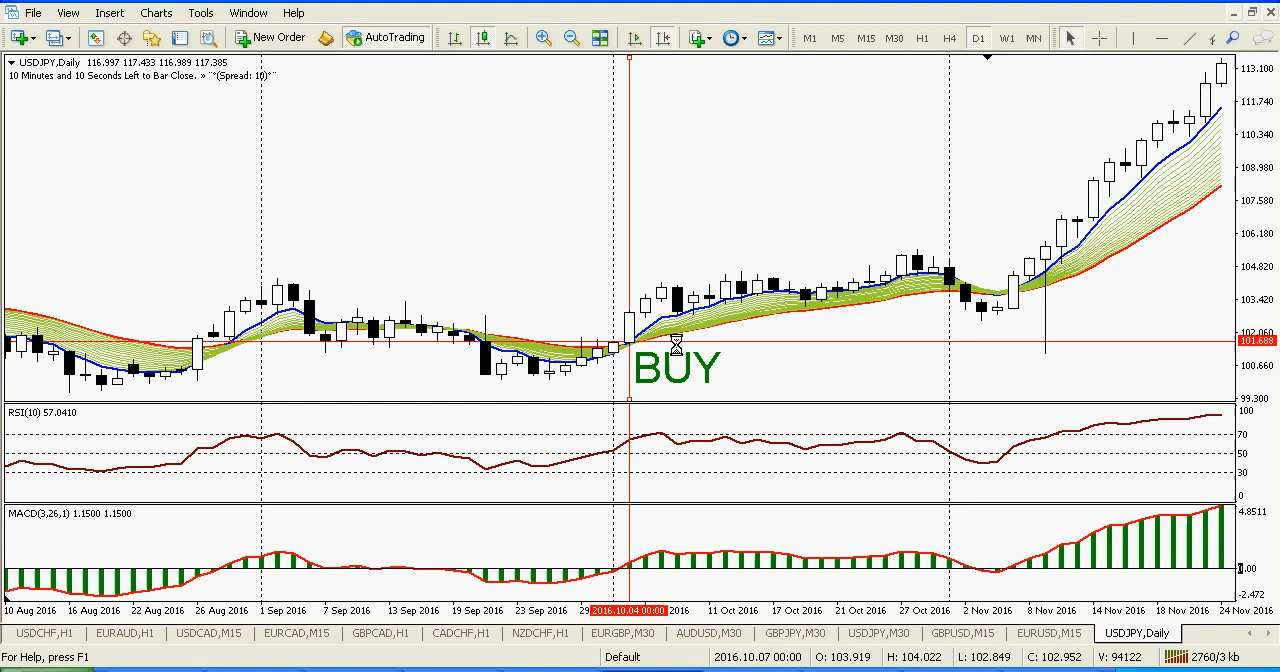 File View Insert Charts Tools Window Help
New Order AutoTrading M1 M5 M15 M30 H1 H4 D1 W1 MN
USDJPY,Daily 116.997 117.433 116.989 117.385
10 Minutes and 10 Seconds Left to Bar Close. » "*(Spread: 10)*"
113.100
111.740
110.340
108.980
107.580
106.180
104.820
103.420
102.060
101.688
100.660
99.300
BUY
RSI(10) 57.0410
100
70
50
30
0
MACD(3,26,1) 1.1500 1.1500
4.8511
0.00
-2.472
10 Aug 2016 16 Aug 2016 22 Aug 2016 26 Aug 2016 1 Sep 2016 7 Sep 2016 13 Sep 2016 19 Sep 2016 23 Sep 2016 29 2016.10.04 00:00 2016 11 Oct 2016 17 Oct 2016 21 Oct 2016 27 Oct 2016 2 Nov 2016 8 Nov 2016 14 Nov 2016 18 Nov 2016 24 Nov 2016
USDCHF,H1 EURAUD,H1 USDCAD,M15 EURCAD,M15 GBPCAD,H1 CADCHF,H1 NZDCHF,H1 EURGBP,M30 AUDUSD,M30 GBPJPY,M30 USDJPY,M30 GBPUSD,M15 EURUSD,M15 USDJPY,Daily
For Help, press F1 Default 2016.10.07 00:00 O: 103.919 H: 104.022 L: 102.849 C: 102.952 V: 94122 2760/3 kb